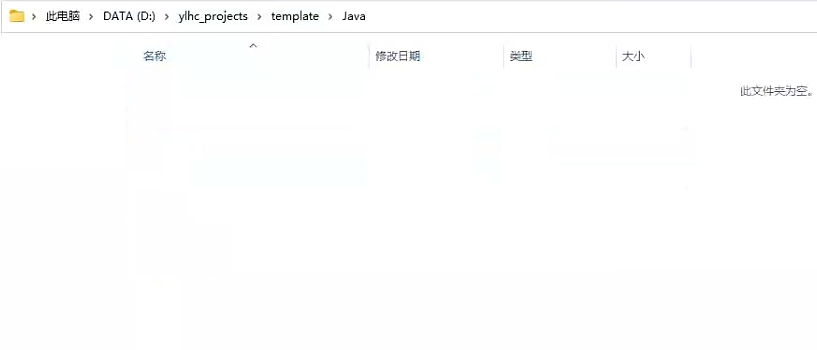 此电脑 > DATA (D:) > ylhc_projects > template > Java
名称 修改日期 类型 大小
此文件夹为空。